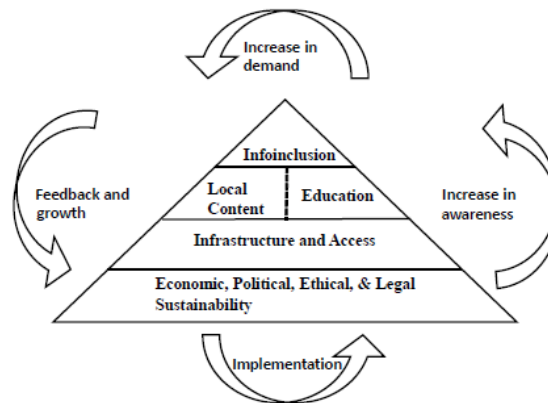 Increase in
demand
Infoinclusion
Feedback and
growth
Local
Content
Education
Increase in
awareness
Infrastructure and Access
Economic, Political, Ethical, & Legal
Sustainability
Implementation